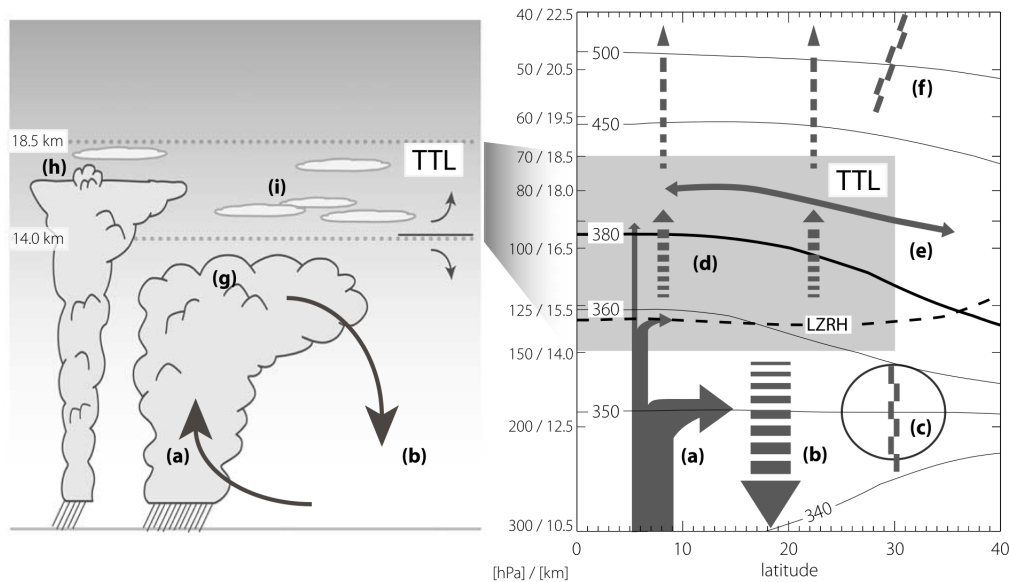 18.5 km
(h)
TTL
(i)
14.0 km
(g)
(a)
(b)
40 / 22.5
500
(f)
50 / 20.5
60 / 19.5
450
70 / 18.5
TTL
80 / 18.0
380
(e)
100 / 16.5
(d)
125 / 15.5
360
LZRH
150 / 14.0
350
(c)
200 / 12.5
(a)
(b)
340
300 / 10.5
0
10
20
30
40
[hPa] / [km]
latitude